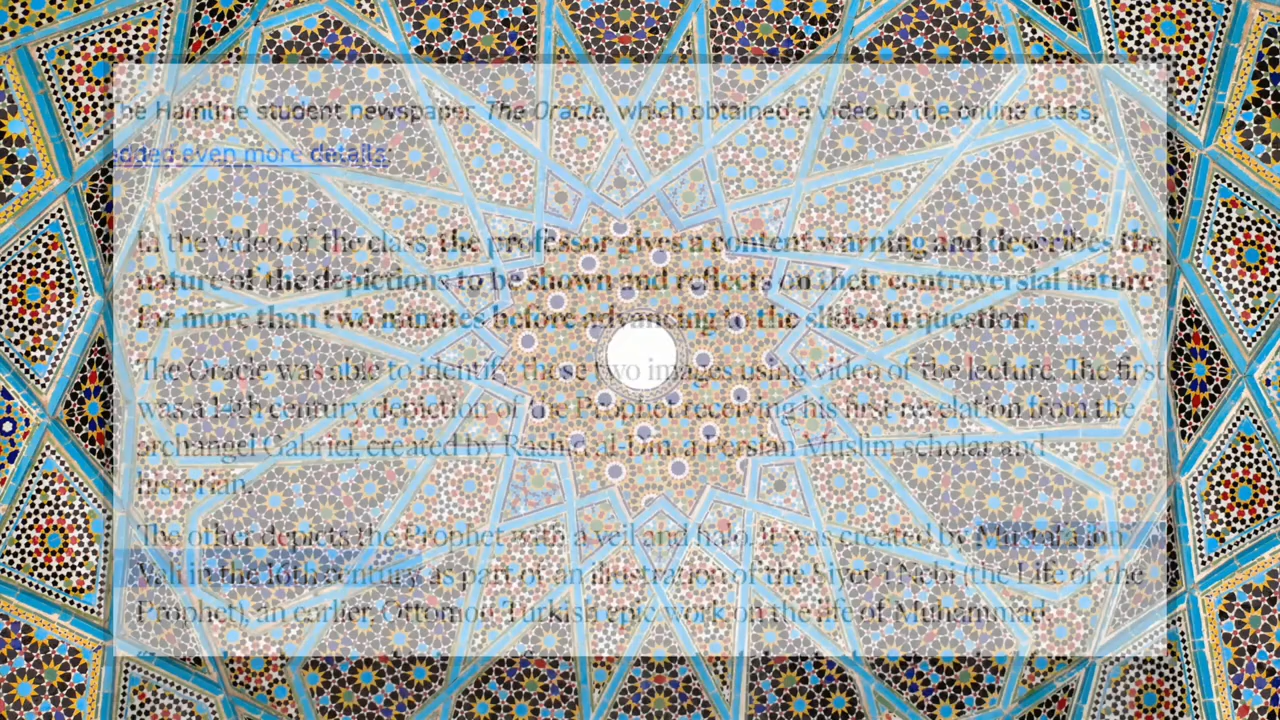 he Hamline student newspaper The Oracle, which obtained a video of the online class,
added even more details:
In the video of the class, the professor gives a content warning and describes the
nature of the depictions to be shown and reflects on their controversial nature
for more than two minutes before advancing to the slides in question.
The Oracle was able to identify these two images using video of the lecture. The first
was a 14th century depiction of the Prophet receiving his first revelation from the
archangel Gabriel, created by Rashid al-Din, a Persian Muslim scholar and
historian.
The other depicts the Prophet with a veil and halo. It was created by Mustafa ibn
Vali in the 16th century as part of an illustration of the Siyer-i Nebi (the Life of the
Prophet), an earlier Ottoman Turkish epic work on the life of Muhammad